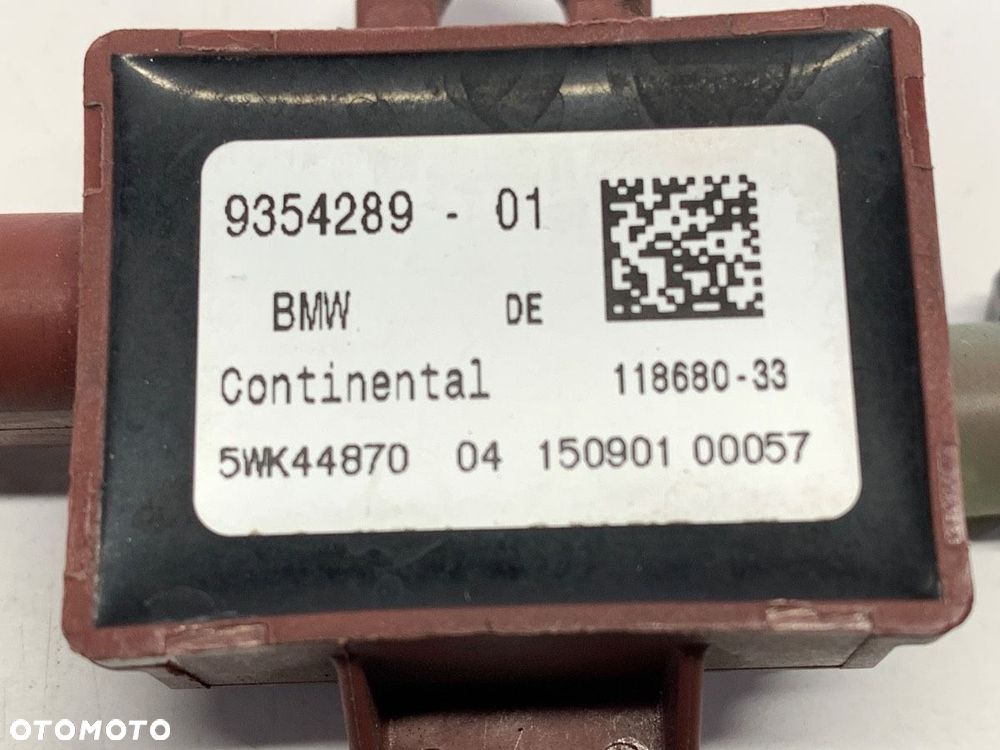 9354289 - 01
BMW DE
Continental 118680-33
5WK44870 04 150901 00057
OTOMOTO